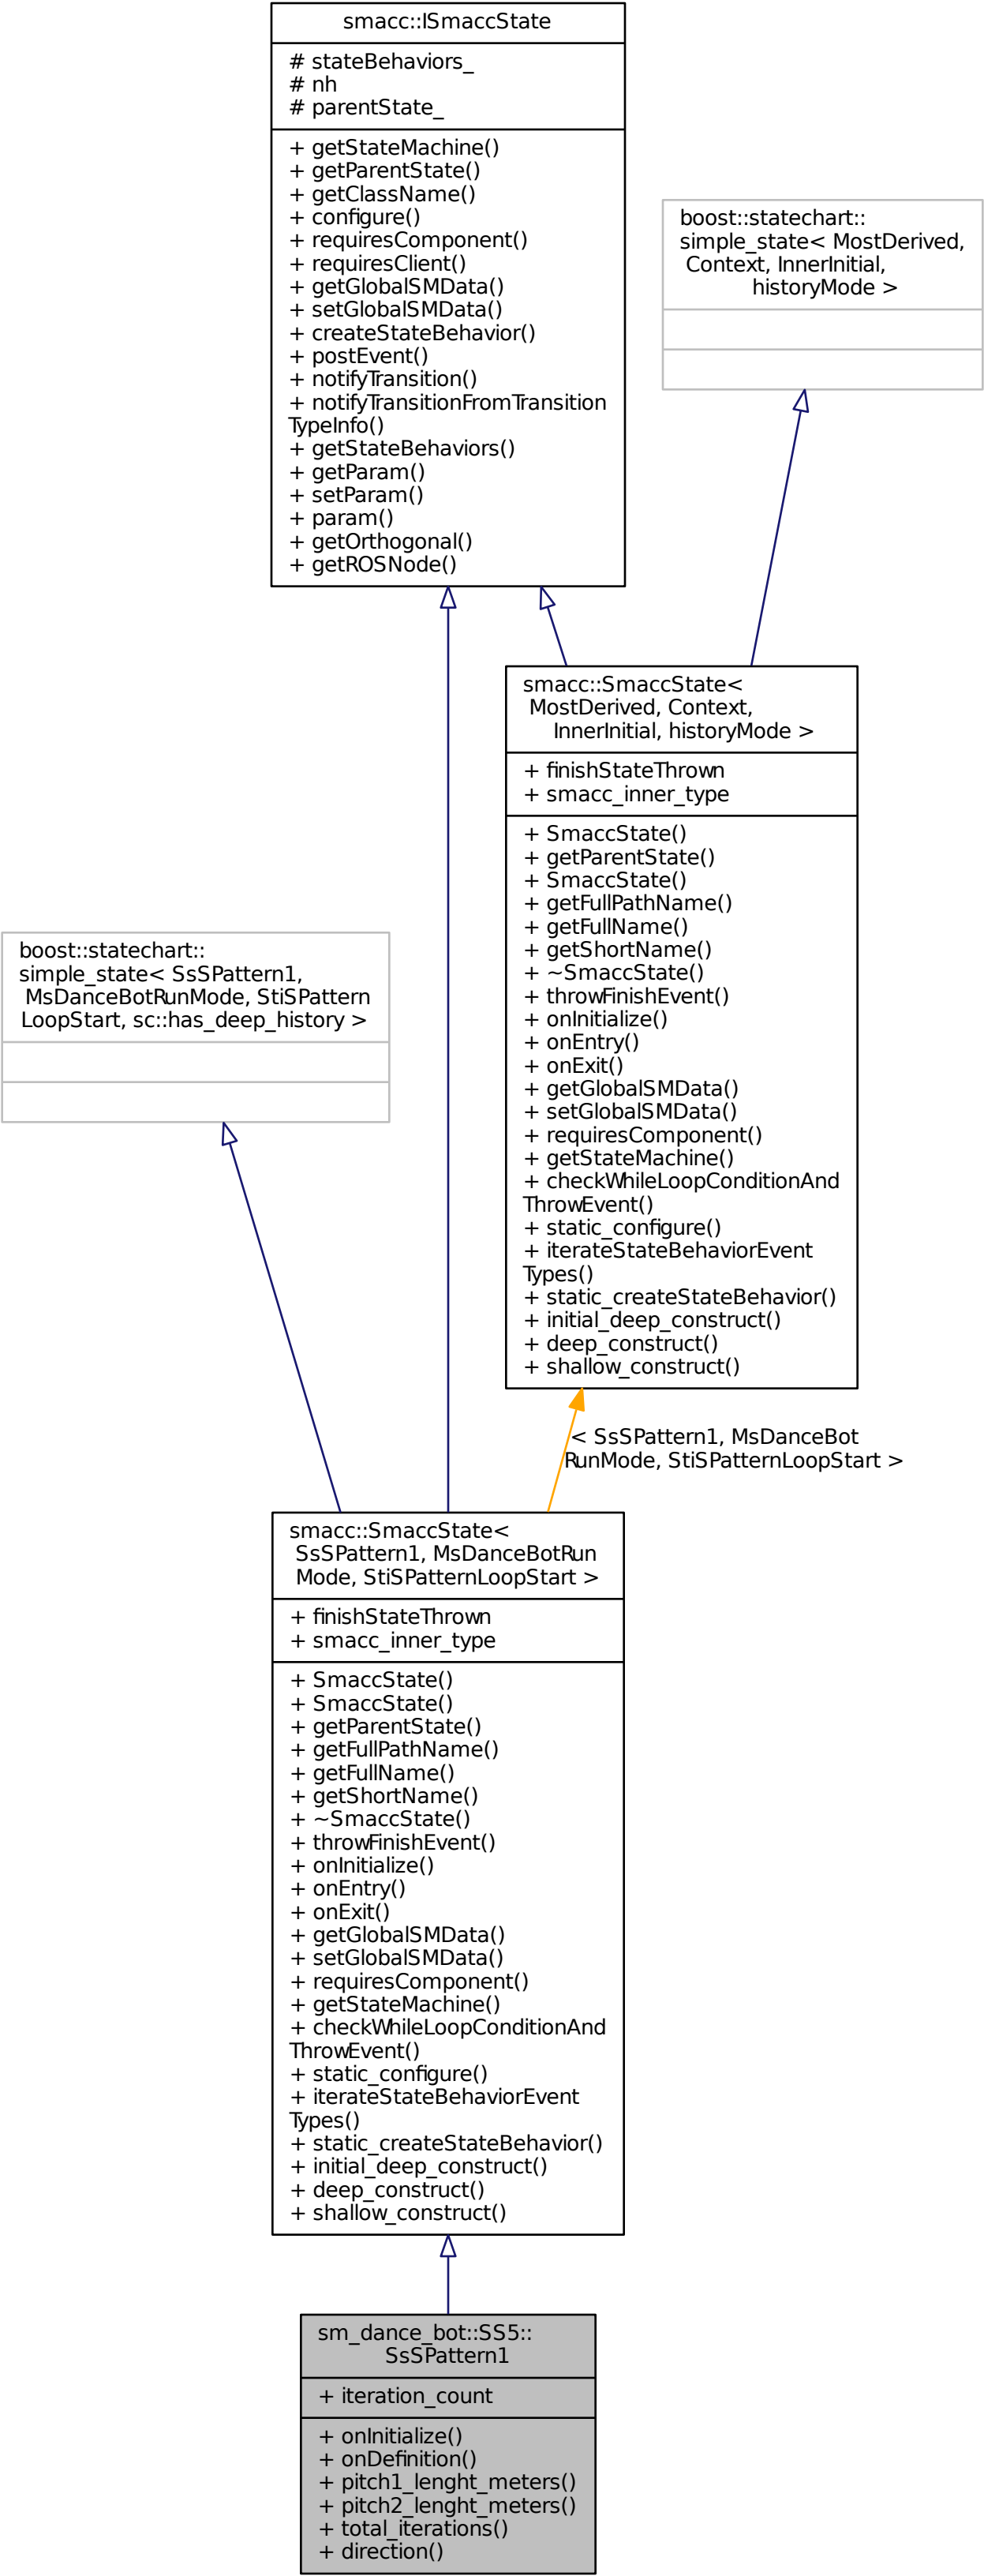 smacc::ISmaccState
# stateBehaviors_
# nh
# parentState_
+ getStateMachine()
+ getParentState()
+ getClassName()
+ configure()
+ requiresComponent()
+ requiresClient()
+ getGlobalSMData()
+ setGlobalSMData()
+ createStateBehavior()
+ postEvent()
+ notifyTransition()
+ notifyTransitionFromTransition
TypeInfo()
+ getStateBehaviors()
+ getParam()
+ setParam()
+ param()
+ getOrthogonal()
+ getROSNode()
boost::statechart::
simple_state< MostDerived,
Context, InnerInitial,
historyMode >
smacc::SmaccState<
MostDerived, Context,
InnerInitial, historyMode >
+ finishStateThrown
+ smacc_inner_type
+ SmaccState()
+ getParentState()
+ SmaccState()
+ getFullPathName()
+ getFullName()
+ getShortName()
+ ~SmaccState()
+ throwFinishEvent()
+ onInitialize()
+ onEntry()
+ onExit()
+ getGlobalSMData()
+ setGlobalSMData()
+ requiresComponent()
+ getStateMachine()
+ checkWhileLoopConditionAnd
ThrowEvent()
+ static_configure()
+ iterateStateBehaviorEvent
Types()
+ static_createStateBehavior()
+ initial_deep_construct()
+ deep_construct()
+ shallow_construct()
boost::statechart::
simple_state< SsSPattern1,
MsDanceBotRunMode, StiSPattern
LoopStart, sc::has_deep_history >
< SsSPattern1, MsDanceBot
RunMode, StiSPatternLoopStart >
smacc::SmaccState<
SsSPattern1, MsDanceBotRun
Mode, StiSPatternLoopStart >
+ finishStateThrown
+ smacc_inner_type
+ SmaccState()
+ SmaccState()
+ getParentState()
+ getFullPathName()
+ getFullName()
+ getShortName()
+ ~SmaccState()
+ throwFinishEvent()
+ onInitialize()
+ onEntry()
+ onExit()
+ getGlobalSMData()
+ setGlobalSMData()
+ requiresComponent()
+ getStateMachine()
+ checkWhileLoopConditionAnd
ThrowEvent()
+ static_configure()
+ iterateStateBehaviorEvent
Types()
+ static_createStateBehavior()
+ initial_deep_construct()
+ deep_construct()
+ shallow_construct()
sm_dance_bot::SS5::
SsSPattern1
+ iteration_count
+ onInitialize()
+ onDefinition()
+ pitch1_lenght_meters()
+ pitch2_lenght_meters()
+ total_iterations()
+ direction()